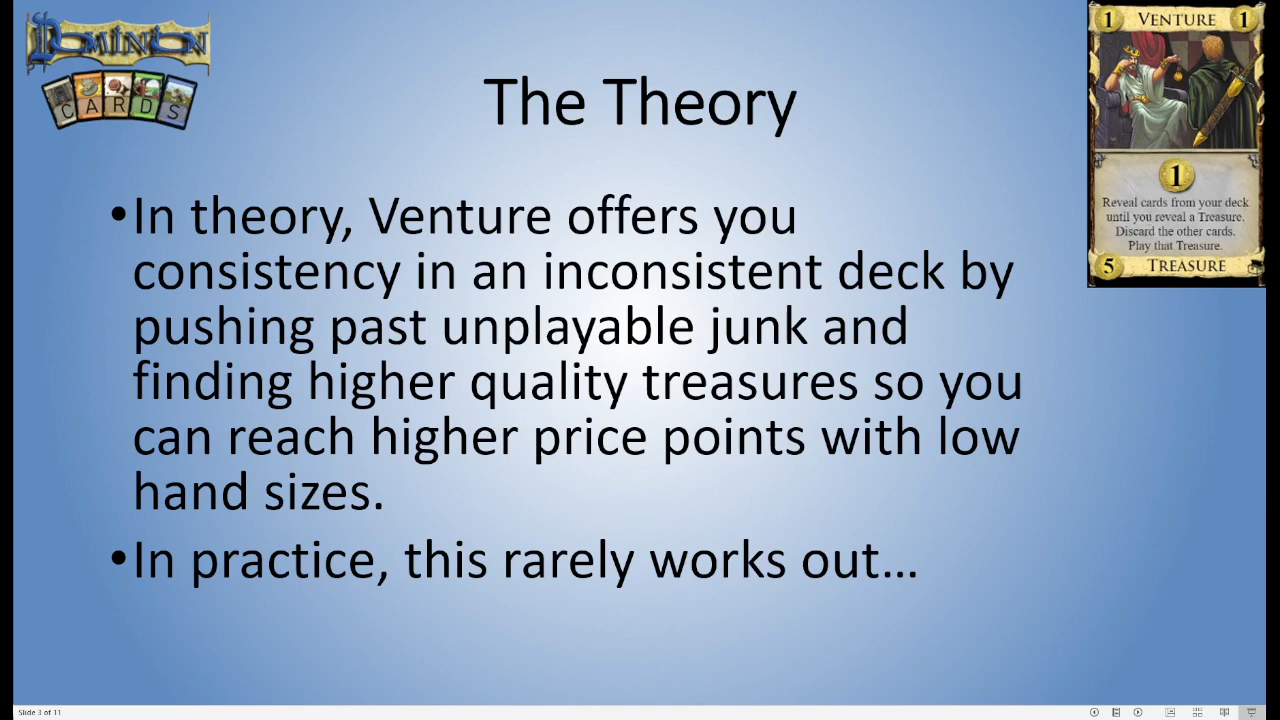 DOMINION
CARDS
The Theory
•In theory, Venture offers you
consistency in an inconsistent deck by
pushing past unplayable junk and
finding higher quality treasures so you
can reach higher price points with low
hand sizes.
•In practice, this rarely works out…
1 VENTURE 1
1
Reveal cards from your deck
until you reveal a Treasure.
Discard the other cards.
Play that Treasure.
5 TREASURE
Slide 3 of 11